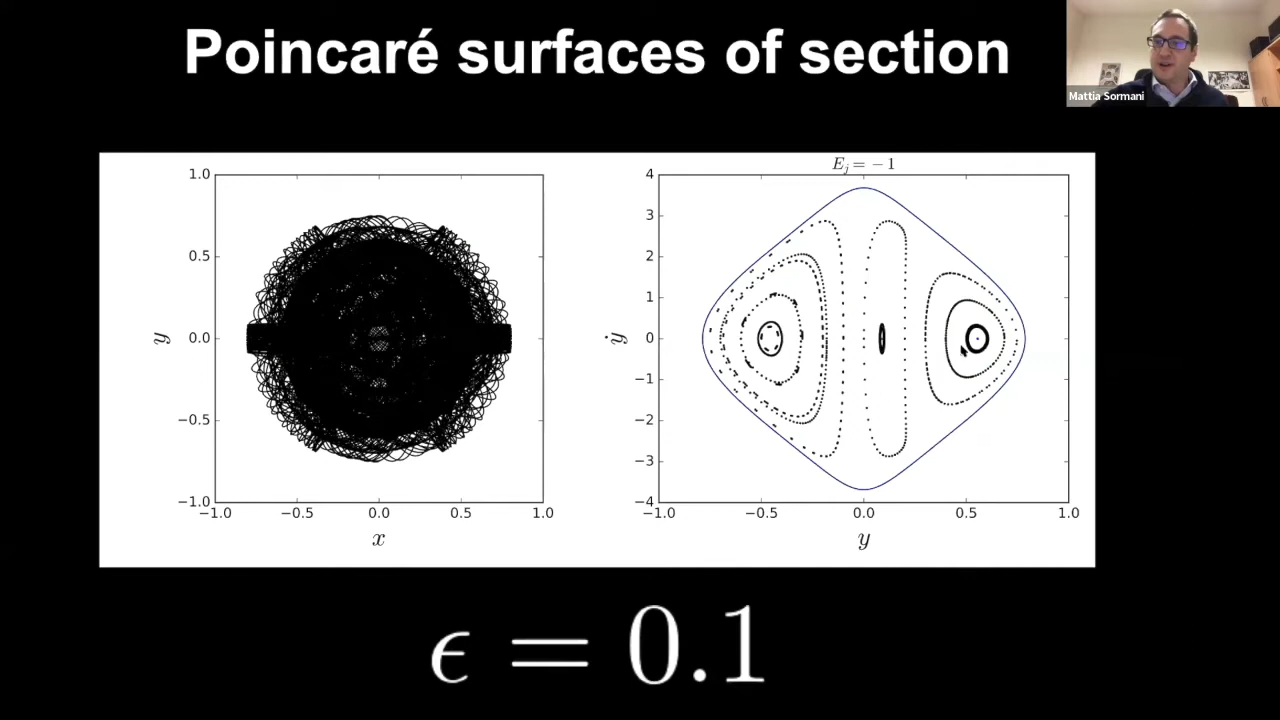 Poincaré surfaces of section
Mattia Sormani
E_j = −1
1.0
0.5
0.0
−0.5
−1.0
y
−1.0 −0.5 0.0 0.5 1.0
x
4
3
2
1
0
−1
−2
−3
−4
ẏ
−1.0 −0.5 0.0 0.5 1.0
y
ϵ = 0.1